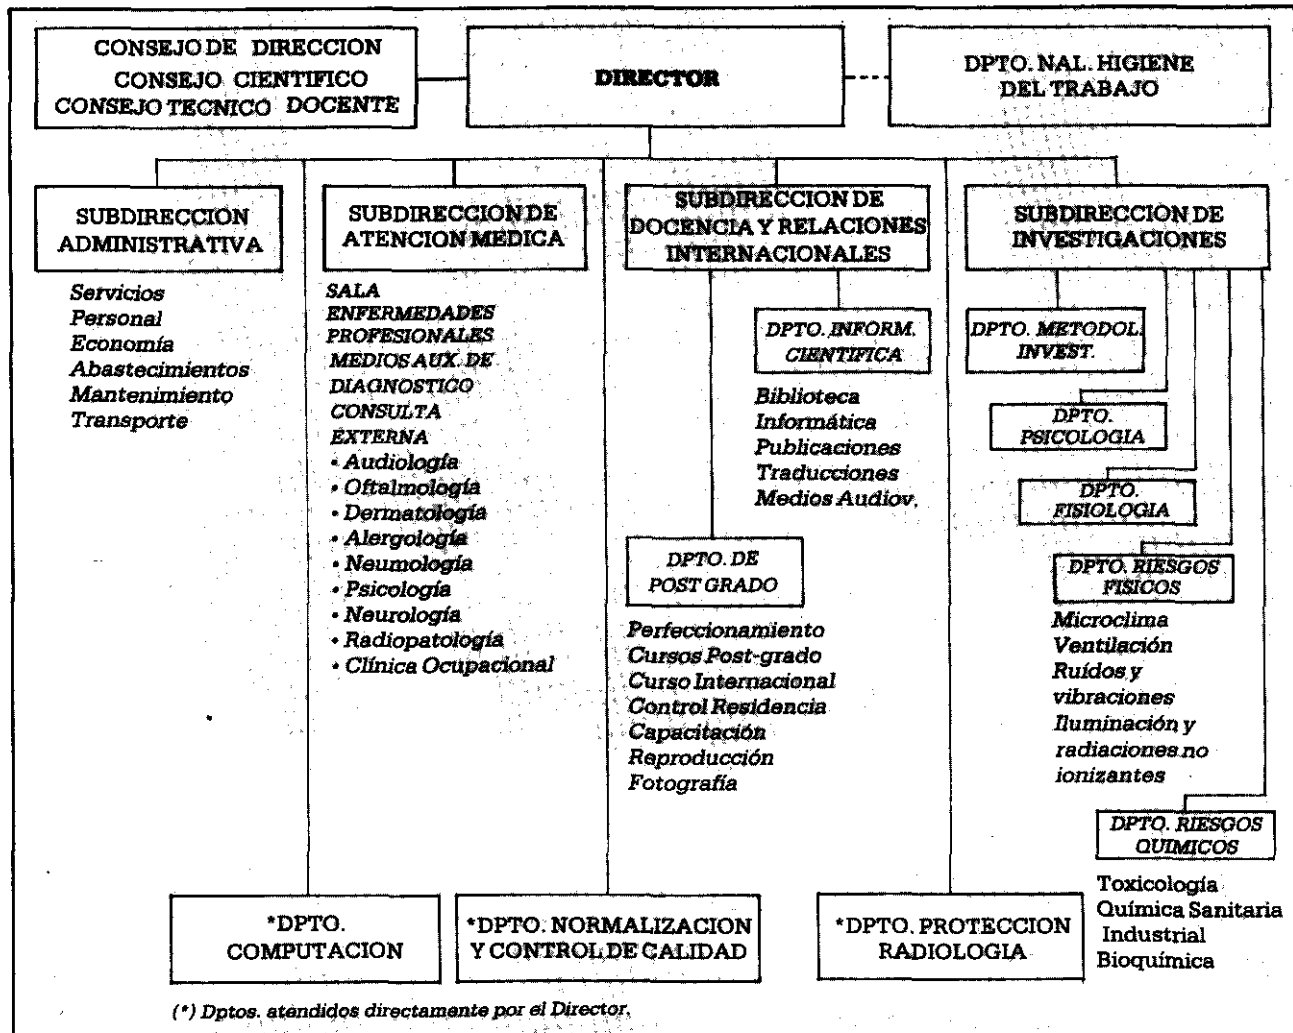 CONSEJO DE DIRECCION
CONSEJO CIENTIFICO
CONSEJO TECNICO DOCENTE
DIRECTOR
DPTO. NAL. HIGIENE
DEL TRABAJO
SUBDIRECCION
ADMINISTRATIVA
Servicios
Personal
Economía
Abastecimientos
Mantenimiento
Transporte
SUBDIRECCION DE
ATENCION MEDICA
SALA
ENFERMEDADES
PROFESIONALES
MEDIOS AUX. DE
DIAGNOSTICO
CONSULTA
EXTERNA
• Audiología
• Oftalmología
• Dermatología
• Alergología
• Neumología
• Psicología
• Neurología
• Radiopatología
• Clínica Ocupacional
SUBDIRECCION DE
DOCENCIA Y RELACIONES
INTERNACIONALES
DPTO. INFORM.
CIENTIFICA
Biblioteca
Informática
Publicaciones
Traducciones
Medios Audiov.
DPTO. DE
POST GRADO
Perfeccionamiento
Cursos Post-grado
Curso Internacional
Control Residencia
Capacitación
Reproducción
Fotografía
SUBDIRECCION DE
INVESTIGACIONES
DPTO. METODOL.
INVEST.
DPTO.
PSICOLOGIA
DPTO.
FISIOLOGIA
DPTO. RIESGOS
FISICOS
Microclima
Ventilación
Ruídos y
vibraciones
Iluminación y
radiaciones no
ionizantes
DPTO. RIESGOS
QUIMICOS
Toxicología
Química Sanitaria
Industrial
Bioquímica
*DPTO.
COMPUTACION
*DPTO. NORMALIZACION
Y CONTROL DE CALIDAD
*DPTO. PROTECCION
RADIOLOGIA
(*) Dptos. atendidos directamente por el Director.